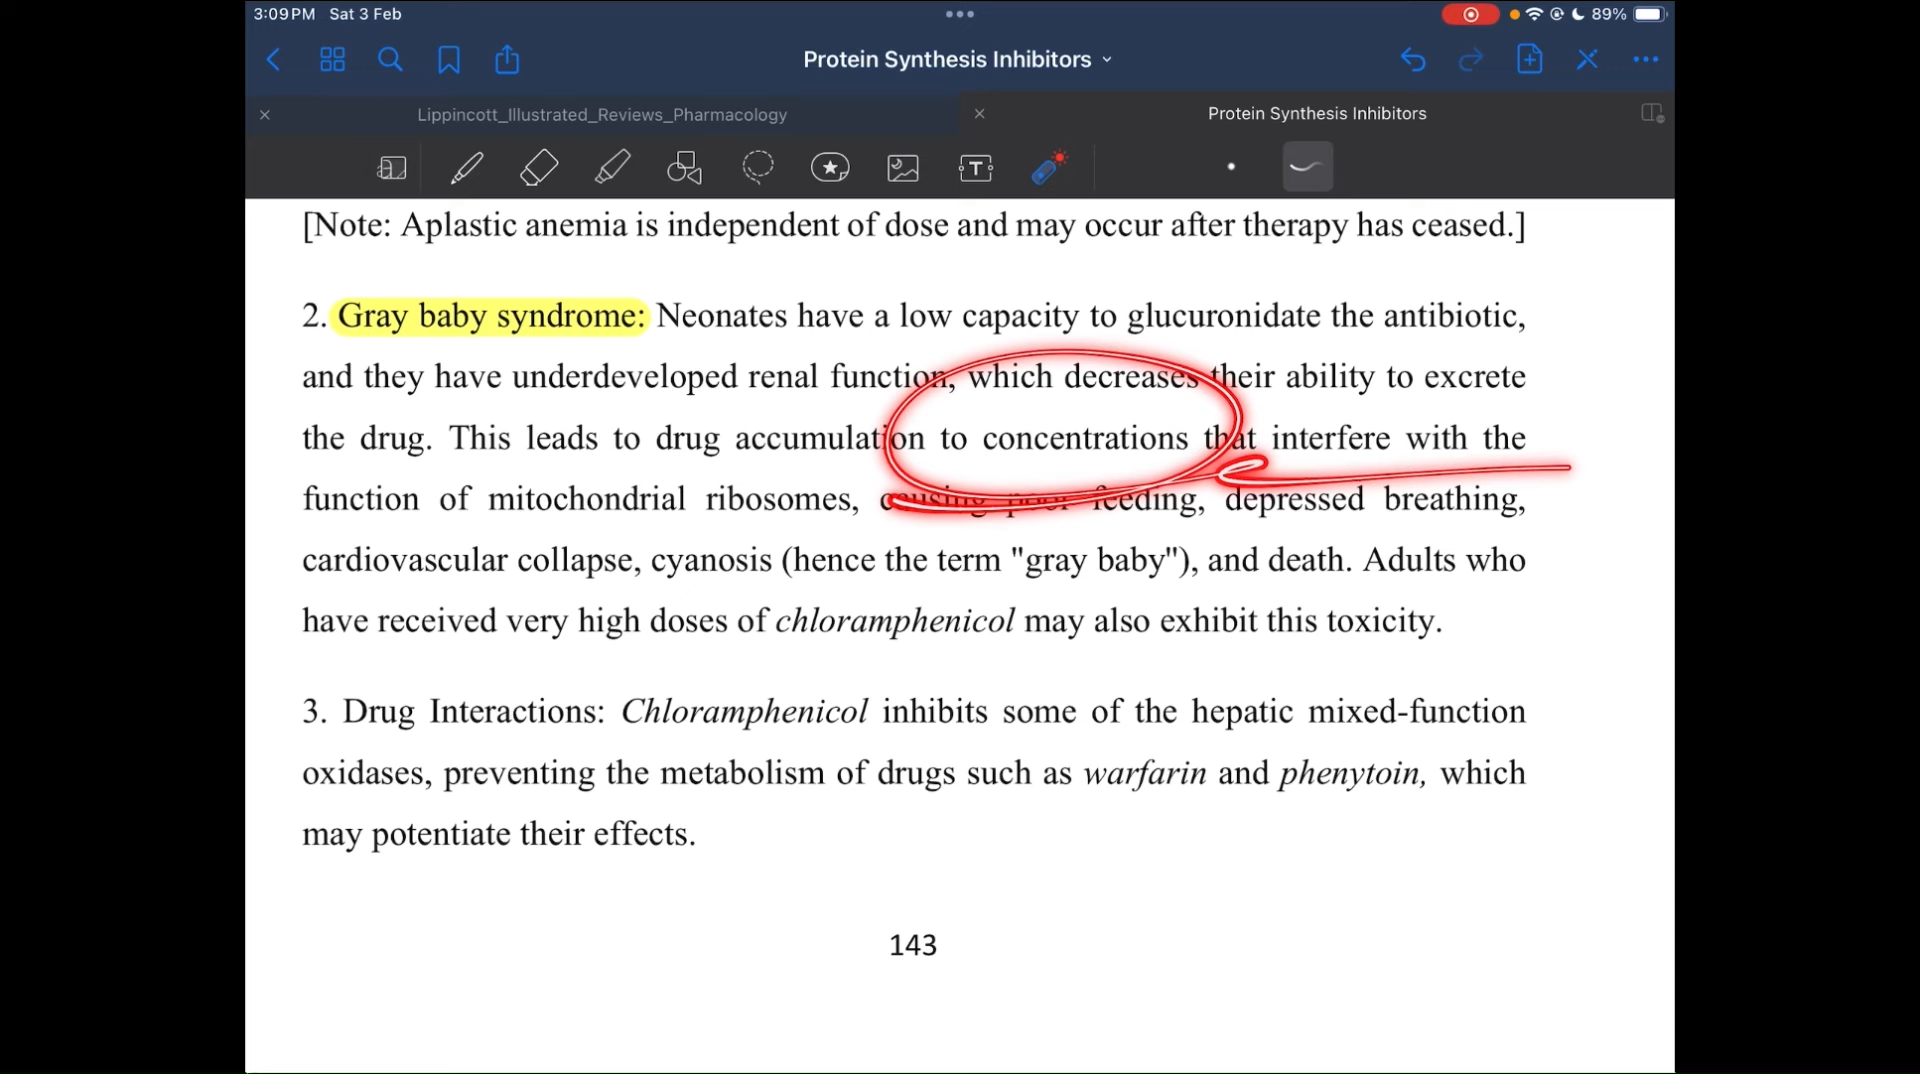 3:09 PM Sat 3 Feb
89%
Protein Synthesis Inhibitors
Lippincott_Illustrated_Reviews_Pharmacology
Protein Synthesis Inhibitors
[Note: Aplastic anemia is independent of dose and may occur after therapy has ceased.]
2. Gray baby syndrome: Neonates have a low capacity to glucuronidate the antibiotic,
and they have underdeveloped renal function, which decreases their ability to excrete
the drug. This leads to drug accumulation to concentrations that interfere with the
function of mitochondrial ribosomes, causing poor feeding, depressed breathing,
cardiovascular collapse, cyanosis (hence the term "gray baby"), and death. Adults who
have received very high doses of chloramphenicol may also exhibit this toxicity.
3. Drug Interactions: Chloramphenicol inhibits some of the hepatic mixed-function
oxidases, preventing the metabolism of drugs such as warfarin and phenytoin, which
may potentiate their effects.
143